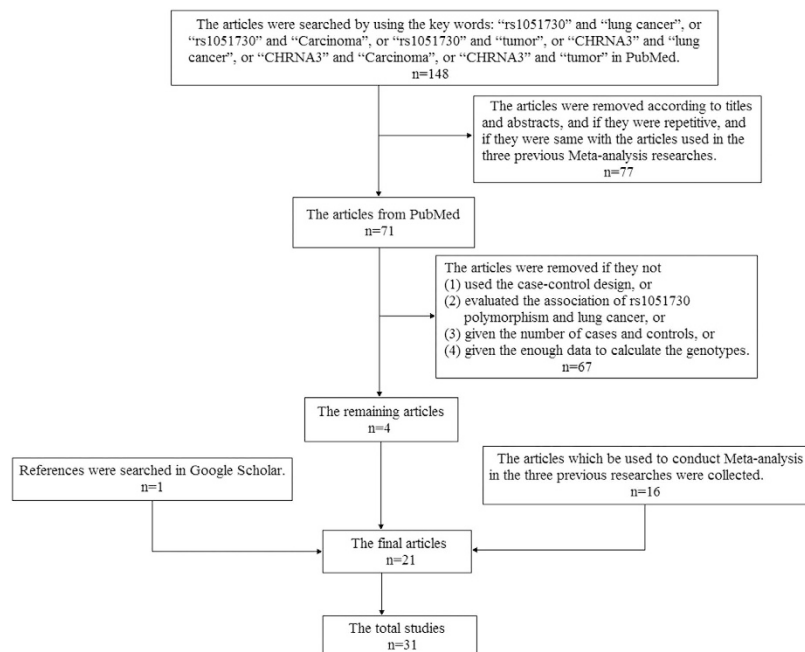 The articles were searched by using the key words: “rs1051730” and “lung cancer”, or
“rs1051730” and “Carcinoma”, or “rs1051730” and “tumor”, or “CHRNA3” and “lung
cancer”, or “CHRNA3” and “Carcinoma”, or “CHRNA3” and “tumor” in PubMed.
n=148
The articles were removed according to titles
and abstracts, and if they were repetitive, and
if they were same with the articles used in the
three previous Meta-analysis researches.
n=77
The articles from PubMed
n=71
The articles were removed if they not
(1) used the case-control design, or
(2) evaluated the association of rs1051730
polymorphism and lung cancer, or
(3) given the number of cases and controls, or
(4) given the enough data to calculate the genotypes.
n=67
The remaining articles
n=4
References were searched in Google Scholar.
n=1
The articles which be used to conduct Meta-analysis
in the three previous researches were collected.
n=16
The final articles
n=21
The total studies
n=31